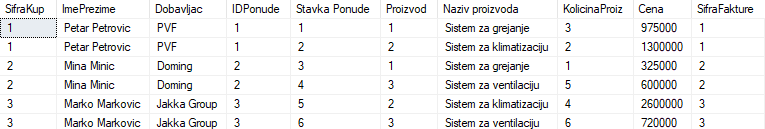 SifraKup ImePrezime Dobavljac IDPonude Stavka Ponude Proizvod Naziv proizvoda KolicinaProiz Cena SifraFakture
1 Petar Petrovic PVF 1 1 1 Sistem za grejanje 3 975000 1
1 Petar Petrovic PVF 1 2 2 Sistem za klimatizaciju 2 1300000 1
2 Mina Minic Doming 2 3 1 Sistem za grejanje 1 325000 2
2 Mina Minic Doming 2 4 3 Sistem za ventilaciju 5 600000 2
3 Marko Markovic Jakka Group 3 5 2 Sistem za klimatizaciju 4 2600000 3
3 Marko Markovic Jakka Group 3 6 3 Sistem za ventilaciju 6 720000 3